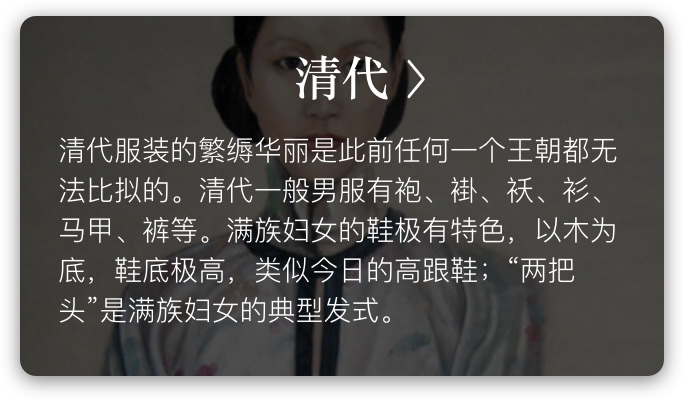 清代 〉
清代服装的繁缛华丽是此前任何一个王朝都无
法比拟的。清代一般男服有袍、褂、袄、衫、
马甲、裤等。满族妇女的鞋极有特色，以木为
底，鞋底极高，类似今日的高跟鞋；“两把
头”是满族妇女的典型发式。